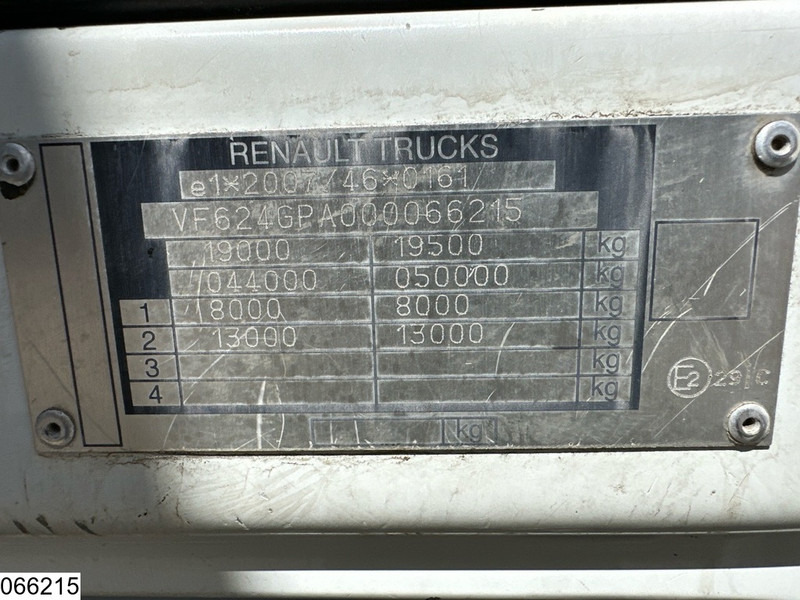 RENAULT TRUCKS
e1*2007/46*0161/
VF624GPA000066215
19000 19500 kg
044000 050000 kg
1 8000 8000 kg
2 13000 13000 kg
3 kg
4 kg
kg
E2 29
066215